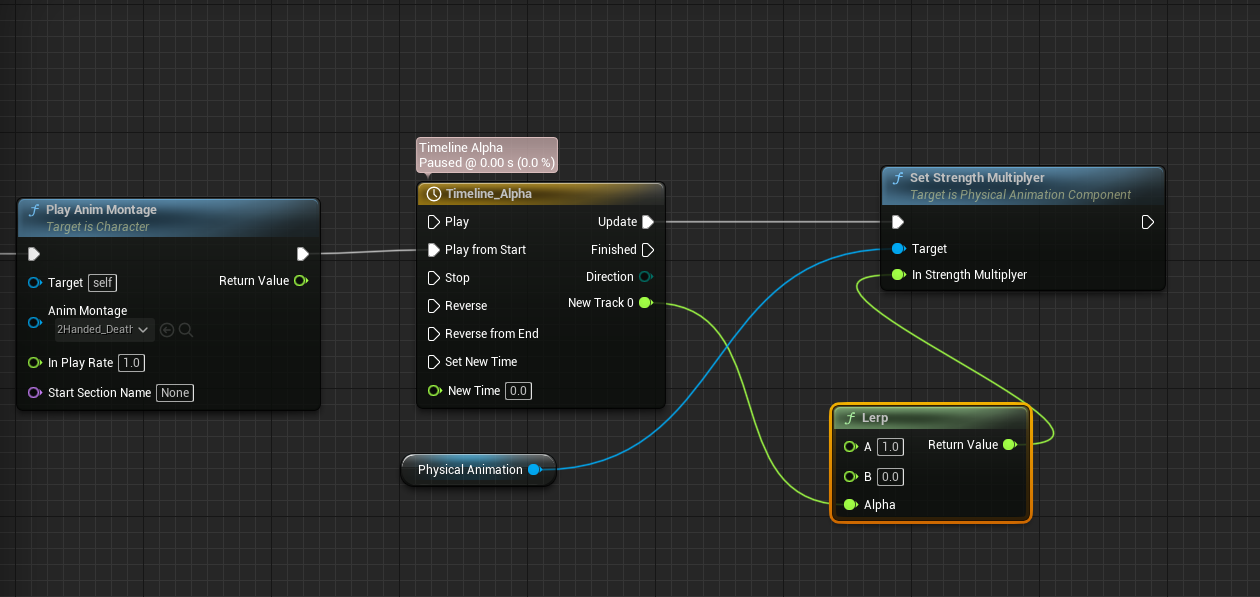 Timeline Alpha
Paused @ 0.00 s (0.0 %)
Play Anim Montage
Target is Character
Target self
Return Value
Anim Montage
2Handed_Death
In Play Rate 1.0
Start Section Name None
Timeline_Alpha
Play
Update
Play from Start
Finished
Stop
Direction
Reverse
New Track 0
Reverse from End
Set New Time
New Time 0.0
Physical Animation
Set Strength Multiplyer
Target is Physical Animation Component
Target
In Strength Multiplyer
Lerp
A 1.0
Return Value
B 0.0
Alpha